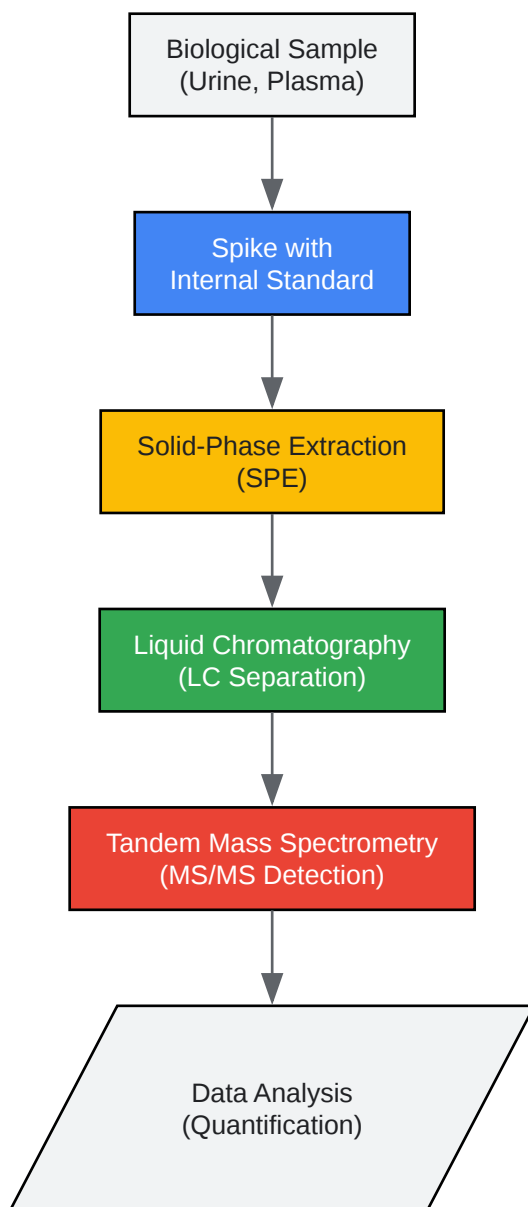 Biological Sample
(Urine, Plasma)
Spike with
Internal Standard
Solid-Phase Extraction
(SPE)
Liquid Chromatography
(LC Separation)
Tandem Mass Spectrometry
(MS/MS Detection)
Data Analysis
(Quantification)